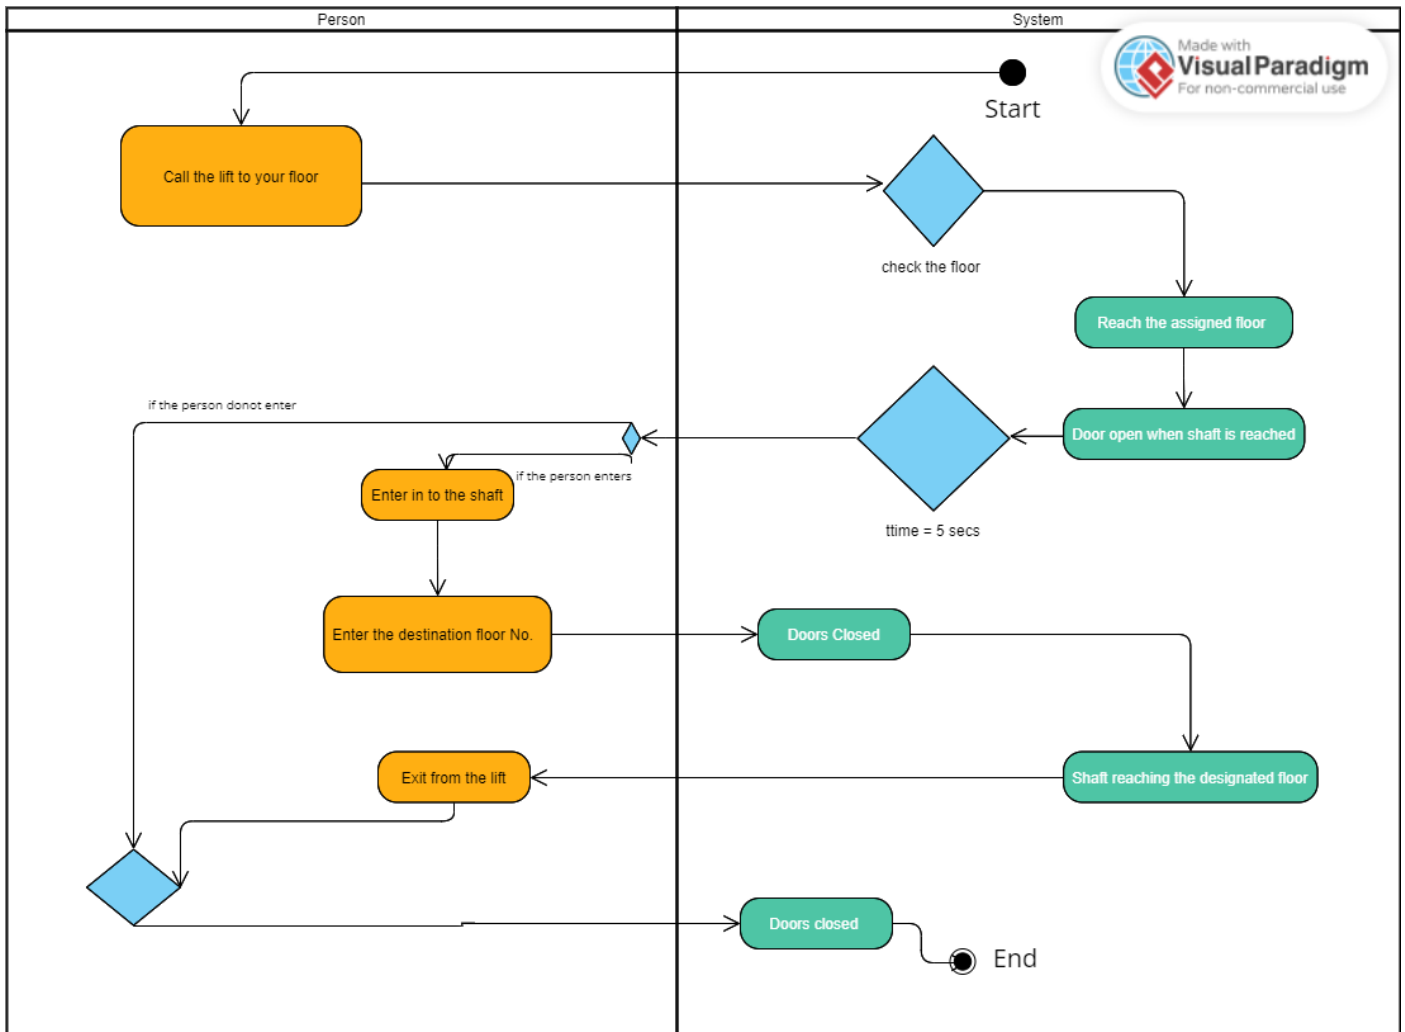 Person
System
Made with
Visual Paradigm
For non-commercial use
Start
Call the lift to your floor
check the floor
Reach the assigned floor
if the person donot enter
Door open when shaft is reached
if the person enters
Enter in to the shaft
ttime = 5 secs
Enter the destination floor No.
Doors Closed
Exit from the lift
Shaft reaching the designated floor
Doors closed
End